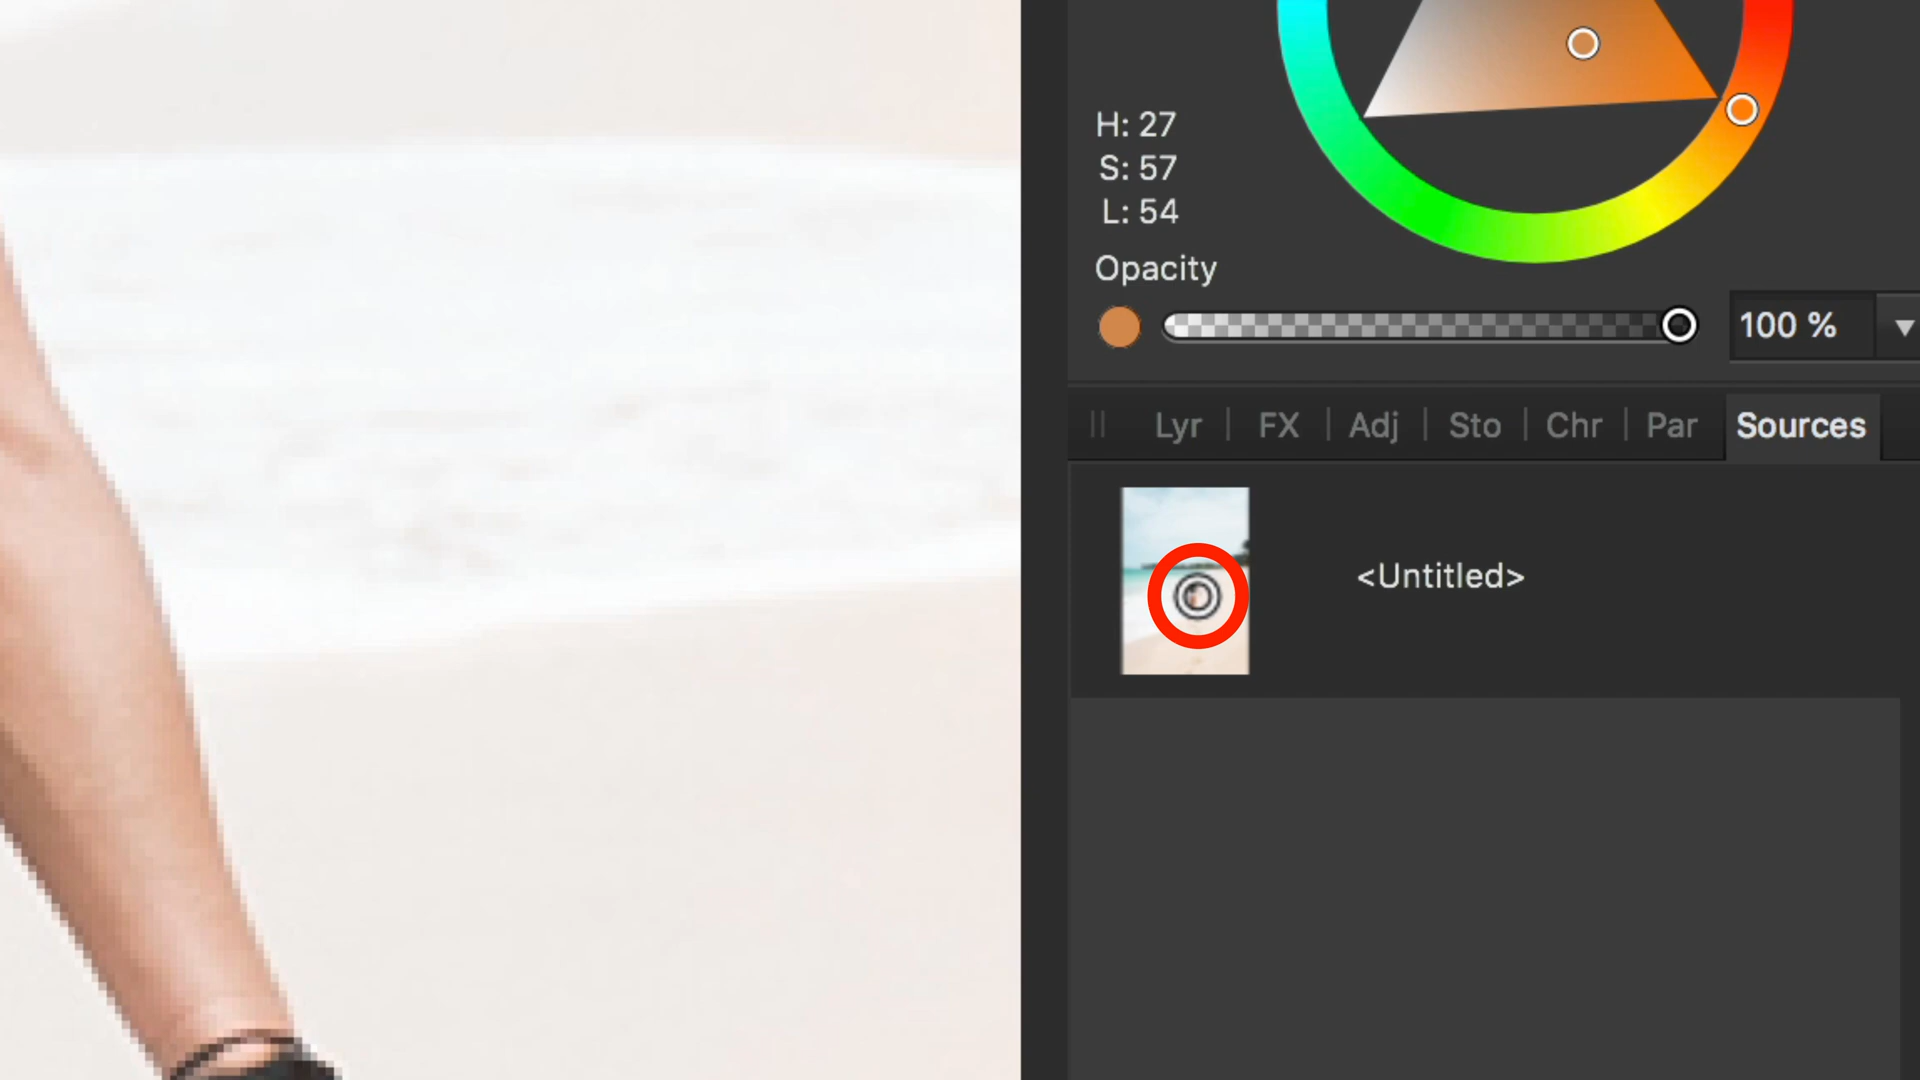 H: 27
S: 57
L: 54
Opacity
100 %
Lyr | FX | Adj | Sto | Chr | Par | Sources
<Untitled>